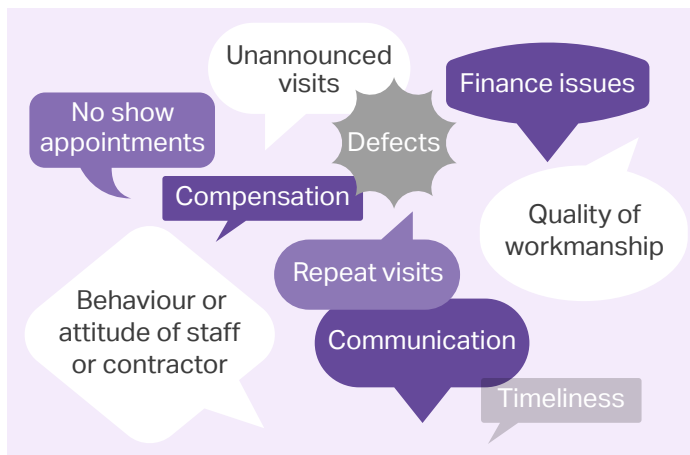 Unannounced
visits
Finance issues
No show
appointments
Defects
Compensation
Quality of
workmanship
Repeat visits
Behaviour or
attitude of staff
or contractor
Communication
Timeliness